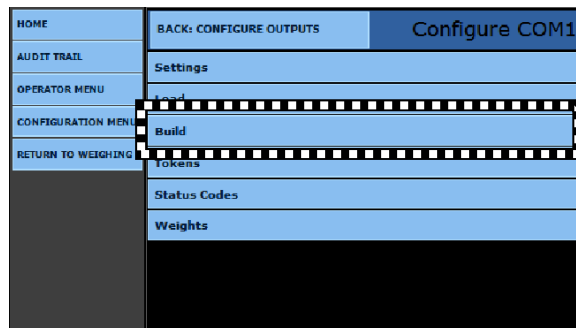 HOME
AUDIT TRAIL
OPERATOR MENU
CONFIGURATION MENU
RETURN TO WEIGHING
BACK: CONFIGURE OUTPUTS
Configure COM1
Settings
Load
Build
Tokens
Status Codes
Weights